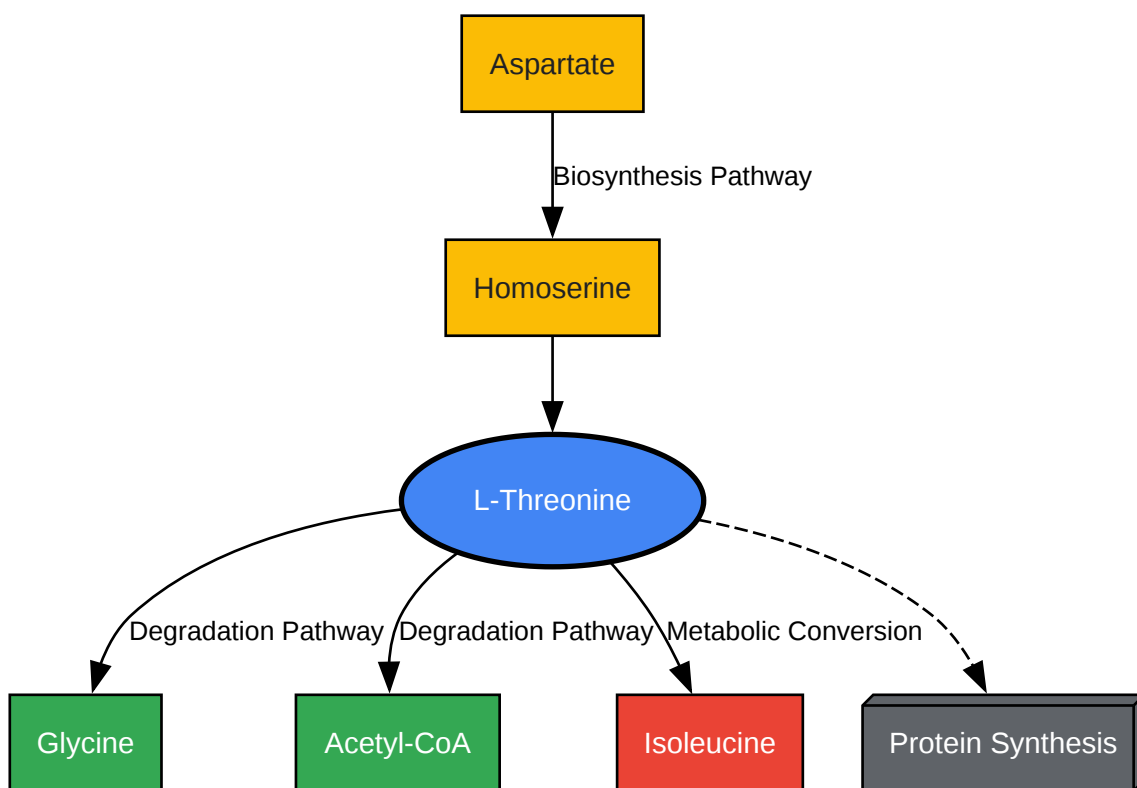 Aspartate
Biosynthesis Pathway
Homoserine
L-Threonine
Degradation Pathway
Degradation Pathway
Metabolic Conversion
Glycine
Acetyl-CoA
Isoleucine
Protein Synthesis